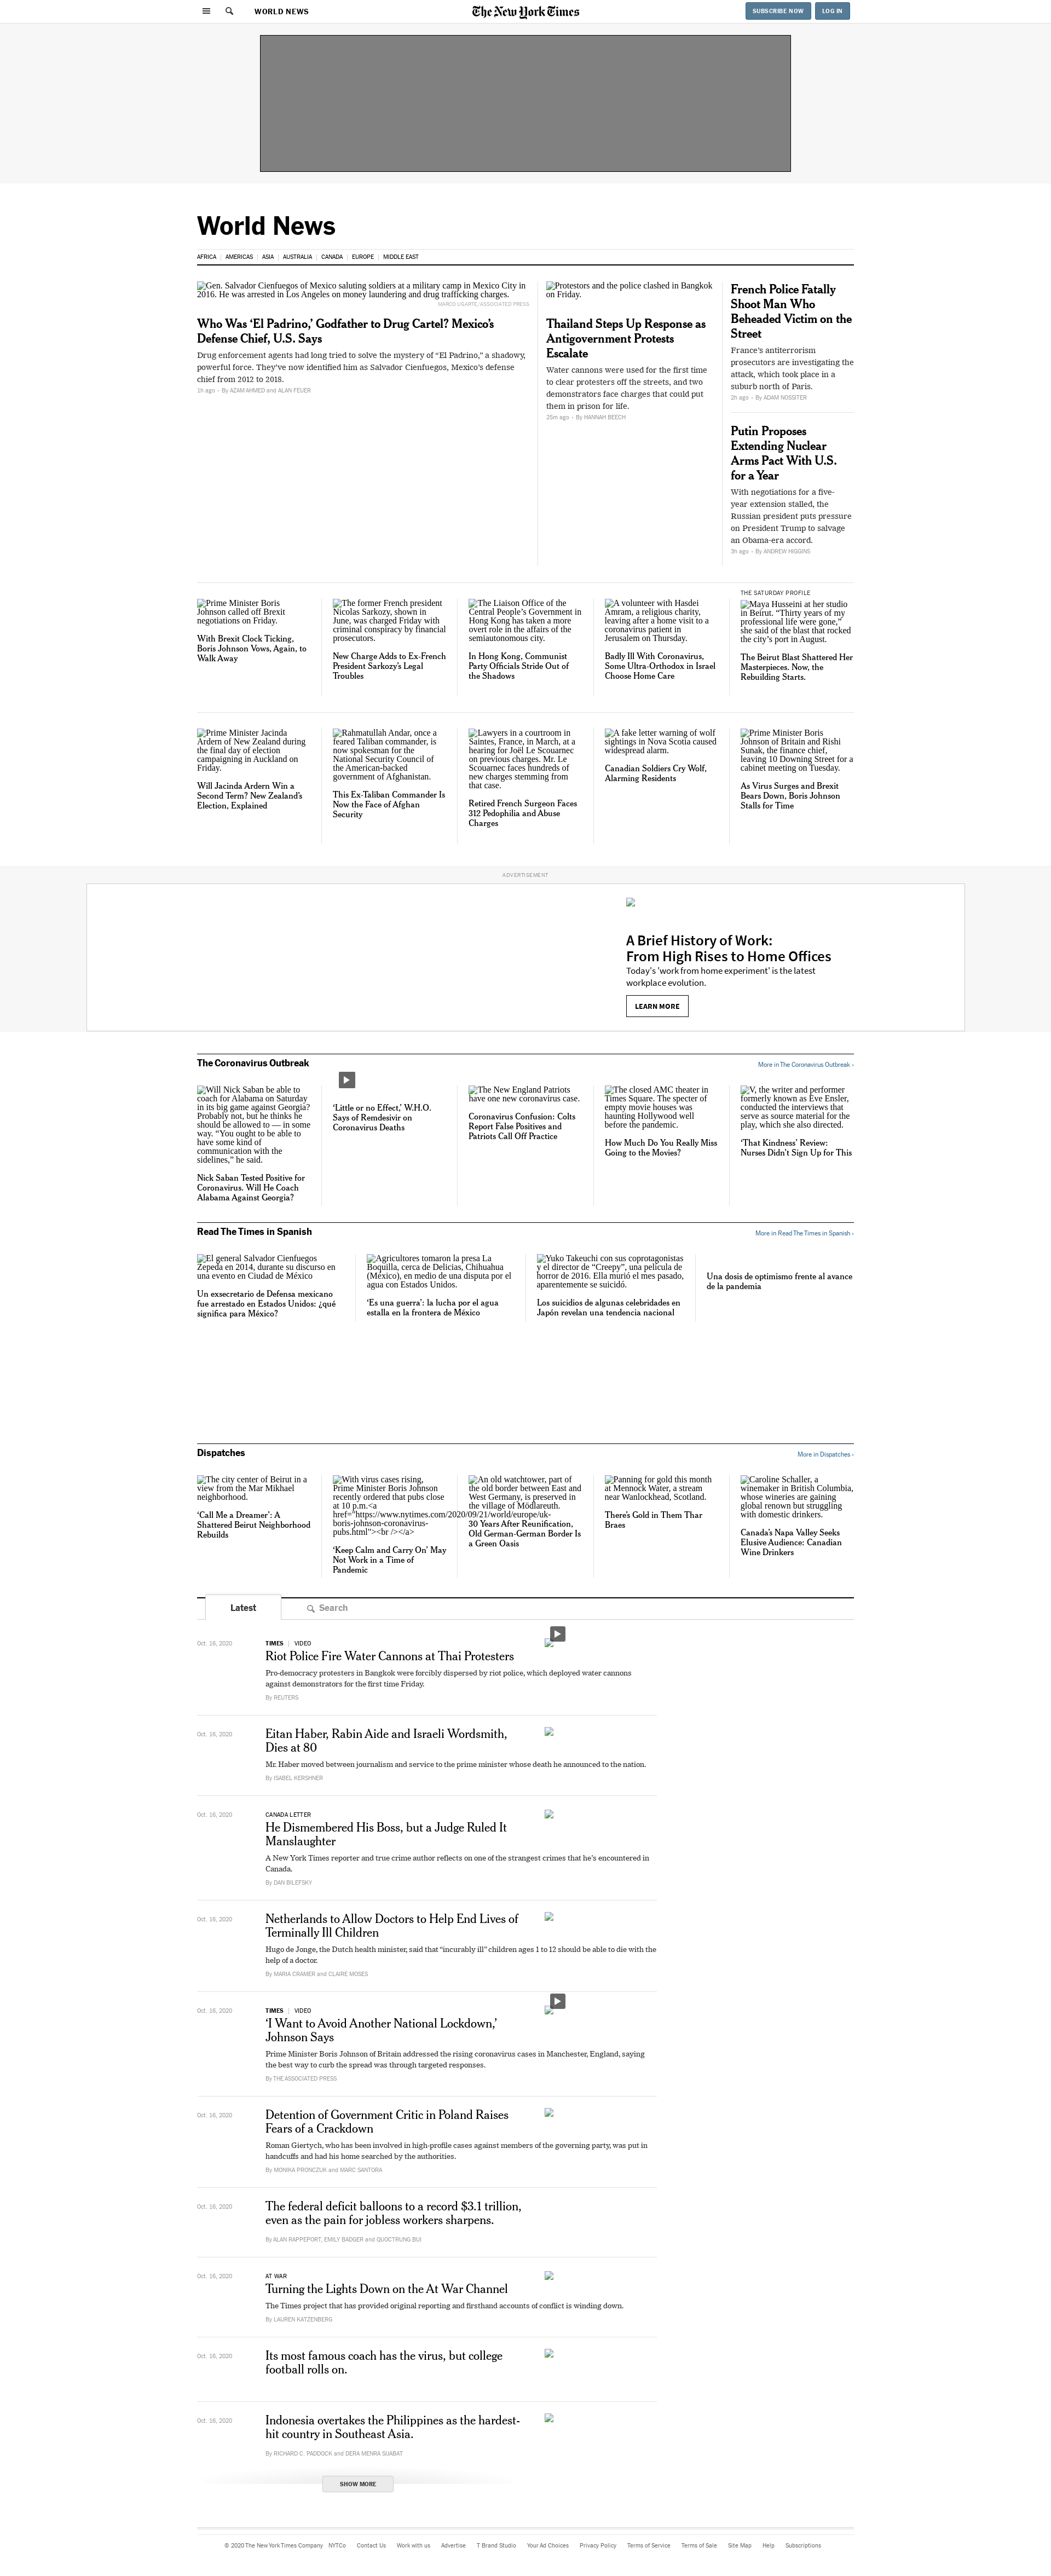 WORLD NEWS
The New York Times
SUBSCRIBE NOW
LOG IN
World News
AFRICA
AMERICAS
ASIA
AUSTRALIA
CANADA
EUROPE
MIDDLE EAST
Gen. Salvador Cienfuegos of Mexico saluting soldiers at a military camp in Mexico City in
2016. He was arrested in Los Angeles on money laundering and drug trafficking charges.
MARCO UGARTE/ASSOCIATED PRESS
Who Was ‘El Padrino,’ Godfather to Drug Cartel? Mexico’s
Defense Chief, U.S. Says
Drug enforcement agents had long tried to solve the mystery of “El Padrino,” a shadowy,
powerful force. They’ve now identified him as Salvador Cienfuegos, Mexico’s defense
chief from 2012 to 2018.
1h ago · By AZAM AHMED and ALAN FEUER
Protestors and the police clashed in Bangkok
on Friday.
Thailand Steps Up Response as
Antigovernment Protests
Escalate
Water cannons were used for the first time
to clear protesters off the streets, and two
demonstrators face charges that could put
them in prison for life.
25m ago · By HANNAH BEECH
French Police Fatally
Shoot Man Who
Beheaded Victim on the
Street
France’s antiterrorism
prosecutors are investigating the
attack, which took place in a
suburb north of Paris.
2h ago · By ADAM NOSSITER
Putin Proposes
Extending Nuclear
Arms Pact With U.S.
for a Year
With negotiations for a five-
year extension stalled, the
Russian president puts pressure
on President Trump to salvage
an Obama-era accord.
3h ago · By ANDREW HIGGINS
Prime Minister Boris
Johnson called off Brexit
negotiations on Friday.
With Brexit Clock Ticking,
Boris Johnson Vows, Again, to
Walk Away
The former French president
Nicolas Sarkozy, shown in
June, was charged Friday with
criminal conspiracy by financial
prosecutors.
New Charge Adds to Ex-French
President Sarkozy’s Legal
Troubles
The Liaison Office of the
Central People’s Government in
Hong Kong has taken a more
overt role in the affairs of the
semiautonomous city.
In Hong Kong, Communist
Party Officials Stride Out of
the Shadows
A volunteer with Hasdei
Amram, a religious charity,
leaving after a home visit to a
coronavirus patient in
Jerusalem on Thursday.
Badly Ill With Coronavirus,
Some Ultra-Orthodox in Israel
Choose Home Care
THE SATURDAY PROFILE
Maya Husseini at her studio
in Beirut. “Thirty years of my
professional life were gone,”
she said of the blast that rocked
the city’s port in August.
The Beirut Blast Shattered Her
Masterpieces. Now, the
Rebuilding Starts.
Prime Minister Jacinda
Ardern of New Zealand during
the final day of election
campaigning in Auckland on
Friday.
Will Jacinda Ardern Win a
Second Term? New Zealand’s
Election, Explained
Rahmatullah Andar, once a
feared Taliban commander, is
now spokesman for the
National Security Council of
the American-backed
government of Afghanistan.
This Ex-Taliban Commander Is
Now the Face of Afghan
Security
Lawyers in a courtroom in
Saintes, France, in March, at a
hearing for Joël Le Scouarnec
on previous charges. Mr. Le
Scouarnec faces hundreds of
new charges stemming from
that case.
Retired French Surgeon Faces
312 Pedophilia and Abuse
Charges
A fake letter warning of wolf
sightings in Nova Scotia caused
widespread alarm.
Canadian Soldiers Cry Wolf,
Alarming Residents
Prime Minister Boris
Johnson of Britain and Rishi
Sunak, the finance chief,
leaving 10 Downing Street for a
cabinet meeting on Tuesday.
As Virus Surges and Brexit
Bears Down, Boris Johnson
Stalls for Time
ADVERTISEMENT
A Brief History of Work:
From High Rises to Home Offices
Today's 'work from home experiment' is the latest
workplace evolution.
LEARN MORE
The Coronavirus Outbreak
More in The Coronavirus Outbreak ›
Will Nick Saban be able to
coach for Alabama on Saturday
in its big game against Georgia?
Probably not, but he thinks he
should be allowed to — in some
way. “You ought to be able to
have some kind of
communication with the
sidelines,” he said.
Nick Saban Tested Positive for
Coronavirus. Will He Coach
Alabama Against Georgia?
‘Little or no Effect,’ W.H.O.
Says of Remdesivir on
Coronavirus Deaths
The New England Patriots
have one new coronavirus case.
Coronavirus Confusion: Colts
Report False Positives and
Patriots Call Off Practice
The closed AMC theater in
Times Square. The specter of
empty movie houses was
haunting Hollywood well
before the pandemic.
How Much Do You Really Miss
Going to the Movies?
V, the writer and performer
formerly known as Eve Ensler,
conducted the interviews that
serve as source material for the
play, which she also directed.
‘That Kindness’ Review:
Nurses Didn’t Sign Up for This
Read The Times in Spanish
More in Read The Times in Spanish ›
El general Salvador Cienfuegos
Zepeda en 2014, durante su discurso en
una evento en Ciudad de México
Un exsecretario de Defensa mexicano
fue arrestado en Estados Unidos: ¿qué
significa para México?
Agricultores tomaron la presa La
Boquilla, cerca de Delicias, Chihuahua
(México), en medio de una disputa por el
agua con Estados Unidos.
‘Es una guerra’: la lucha por el agua
estalla en la frontera de México
Yuko Takeuchi con sus coprotagonistas
y el director de “Creepy”, una película de
horror de 2016. Ella murió el mes pasado,
aparentemente se suicidó.
Los suicidios de algunas celebridades en
Japón revelan una tendencia nacional
Una dosis de optimismo frente al avance
de la pandemia
Dispatches
More in Dispatches ›
The city center of Beirut in a
view from the Mar Mikhael
neighborhood.
‘Call Me a Dreamer’: A
Shattered Beirut Neighborhood
Rebuilds
With virus cases rising,
Prime Minister Boris Johnson
recently ordered that pubs close
at 10 p.m.<a
href="https://www.nytimes.com/2020/09/21/world/europe/uk-
boris-johnson-coronavirus-
pubs.html"><br /></a>
‘Keep Calm and Carry On’ May
Not Work in a Time of
Pandemic
An old watchtower, part of
the old border between East and
West Germany, is preserved in
the village of Mödlareuth.
30 Years After Reunification,
Old German-German Border Is
a Green Oasis
Panning for gold this month
at Mennock Water, a stream
near Wanlockhead, Scotland.
There’s Gold in Them Thar
Braes
Caroline Schaller, a
winemaker in British Columbia,
whose wineries are gaining
global renown but struggling
with domestic drinkers.
Canada’s Napa Valley Seeks
Elusive Audience: Canadian
Wine Drinkers
Latest
Search
Oct. 16, 2020
TIMES | VIDEO
Riot Police Fire Water Cannons at Thai Protesters
Pro-democracy protesters in Bangkok were forcibly dispersed by riot police, which deployed water cannons
against demonstrators for the first time Friday.
By REUTERS
Oct. 16, 2020
Eitan Haber, Rabin Aide and Israeli Wordsmith,
Dies at 80
Mr. Haber moved between journalism and service to the prime minister whose death he announced to the nation.
By ISABEL KERSHNER
Oct. 16, 2020
CANADA LETTER
He Dismembered His Boss, but a Judge Ruled It
Manslaughter
A New York Times reporter and true crime author reflects on one of the strangest crimes that he’s encountered in
Canada.
By DAN BILEFSKY
Oct. 16, 2020
Netherlands to Allow Doctors to Help End Lives of
Terminally Ill Children
Hugo de Jonge, the Dutch health minister, said that “incurably ill” children ages 1 to 12 should be able to die with the
help of a doctor.
By MARIA CRAMER and CLAIRE MOSES
Oct. 16, 2020
TIMES | VIDEO
‘I Want to Avoid Another National Lockdown,’
Johnson Says
Prime Minister Boris Johnson of Britain addressed the rising coronavirus cases in Manchester, England, saying
the best way to curb the spread was through targeted responses.
By THE ASSOCIATED PRESS
Oct. 16, 2020
Detention of Government Critic in Poland Raises
Fears of a Crackdown
Roman Giertych, who has been involved in high-profile cases against members of the governing party, was put in
handcuffs and had his home searched by the authorities.
By MONIKA PRONCZUK and MARC SANTORA
Oct. 16, 2020
The federal deficit balloons to a record $3.1 trillion,
even as the pain for jobless workers sharpens.
By ALAN RAPPEPORT, EMILY BADGER and QUOCTRUNG BUI
Oct. 16, 2020
AT WAR
Turning the Lights Down on the At War Channel
The Times project that has provided original reporting and firsthand accounts of conflict is winding down.
By LAUREN KATZENBERG
Oct. 16, 2020
Its most famous coach has the virus, but college
football rolls on.
Oct. 16, 2020
Indonesia overtakes the Philippines as the hardest-
hit country in Southeast Asia.
By RICHARD C. PADDOCK and DERA MENRA SIJABAT
SHOW MORE
© 2020 The New York Times Company
NYTCo
Contact Us
Work with us
Advertise
T Brand Studio
Your Ad Choices
Privacy Policy
Terms of Service
Terms of Sale
Site Map
Help
Subscriptions